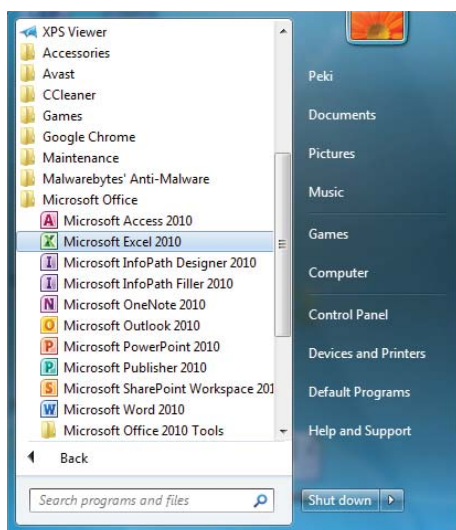 XPS Viewer
Accessories
Avast
CCleaner
Games
Google Chrome
Maintenance
Malwarebytes' Anti-Malware
Microsoft Office
Microsoft Access 2010
Microsoft Excel 2010
Microsoft InfoPath Designer 2010
Microsoft InfoPath Filler 2010
Microsoft OneNote 2010
Microsoft Outlook 2010
Microsoft PowerPoint 2010
Microsoft Publisher 2010
Microsoft SharePoint Workspace 201
Microsoft Word 2010
Microsoft Office 2010 Tools
Back
Search programs and files
Peki
Documents
Pictures
Music
Games
Computer
Control Panel
Devices and Printers
Default Programs
Help and Support
Shut down